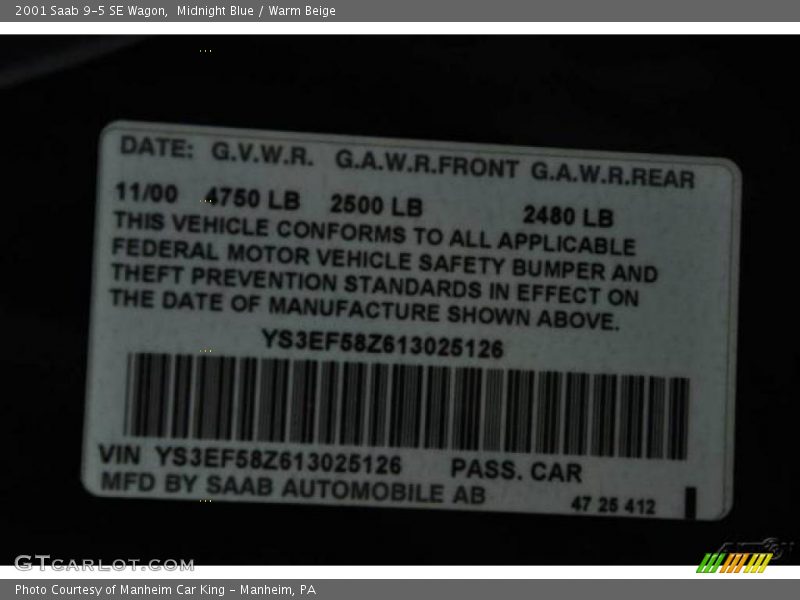 2001 Saab 9-5 SE Wagon,  Midnight Blue / Warm Beige
DATE: G.V.W.R. G.A.W.R.FRONT G.A.W.R.REAR
11/00 4750 LB 2500 LB 2480 LB
THIS VEHICLE CONFORMS TO ALL APPLICABLE
FEDERAL MOTOR VEHICLE SAFETY BUMPER AND
THEFT PREVENTION STANDARDS IN EFFECT ON
THE DATE OF MANUFACTURE SHOWN ABOVE.
YS3EF58Z613025126
VIN YS3EF58Z613025126 PASS. CAR
MFD BY SAAB AUTOMOBILE AB 47 25 412
GTcarlot.com
Photo Courtesy of Manheim Car King - Manheim, PA